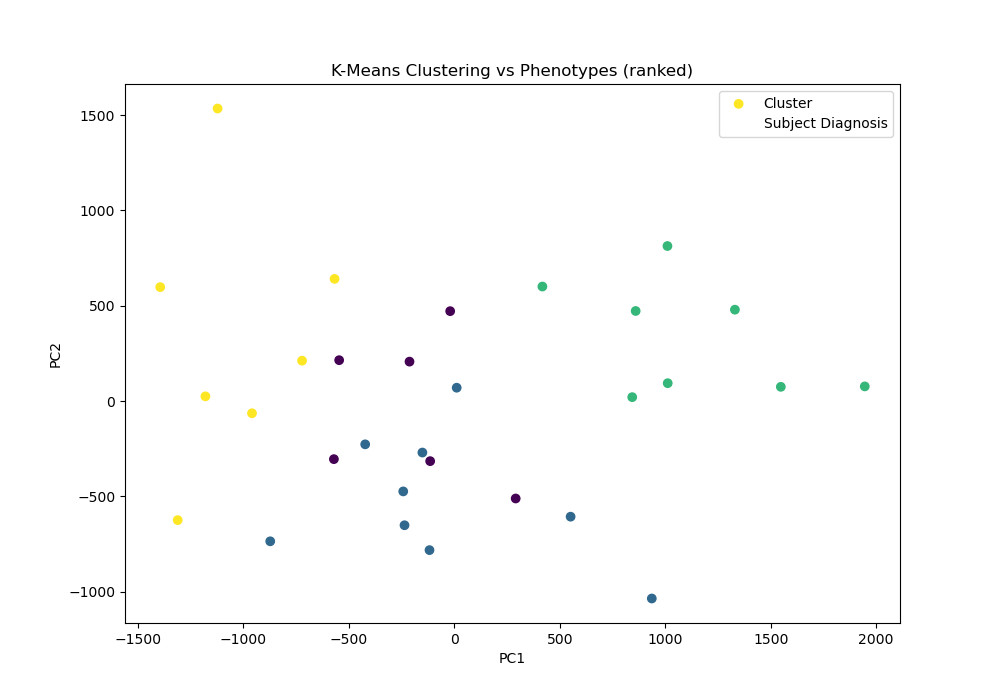 K-Means Clustering vs Phenotypes (ranked)
Cluster
Subject Diagnosis
PC2
1500
1000
500
0
−500
−1000
−1500
−1000
−500
0
500
1000
1500
2000
PC1